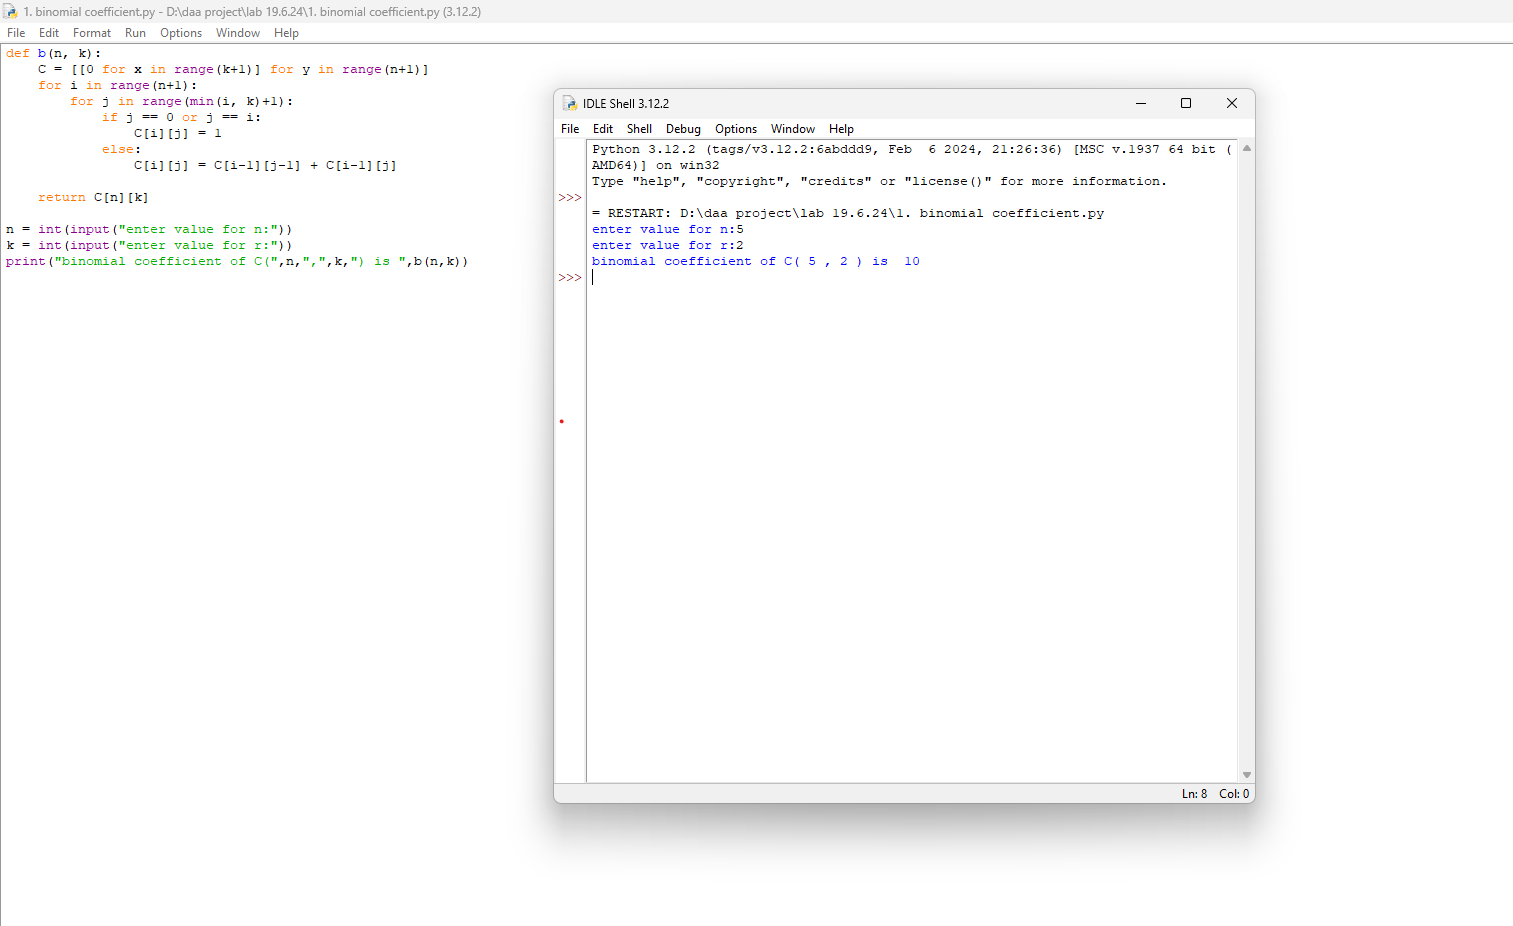 1. binomial coefficient.py - D:\daa project\lab 19.6.24\1. binomial coefficient.py (3.12.2)
File Edit Format Run Options Window Help
def b(n, k):
    C = [[0 for x in range(k+1)] for y in range(n+1)]
    for i in range(n+1):
        for j in range(min(i, k)+1):
            if j == 0 or j == i:
                C[i][j] = 1
            else:
                C[i][j] = C[i-1][j-1] + C[i-1][j]
    return C[n][k]
n = int(input("enter value for n:"))
k = int(input("enter value for r:"))
print("binomial coefficient of C(",n,",",k,") is ",b(n,k))
IDLE Shell 3.12.2
File Edit Shell Debug Options Window Help
Python 3.12.2 (tags/v3.12.2:6abddd9, Feb  6 2024, 21:26:36) [MSC v.1937 64 bit (
AMD64)] on win32
Type "help", "copyright", "credits" or "license()" for more information.
>>>
= RESTART: D:\daa project\lab 19.6.24\1. binomial coefficient.py
enter value for n:5
enter value for r:2
binomial coefficient of C( 5 , 2 ) is  10
>>>
Ln: 8 Col: 0